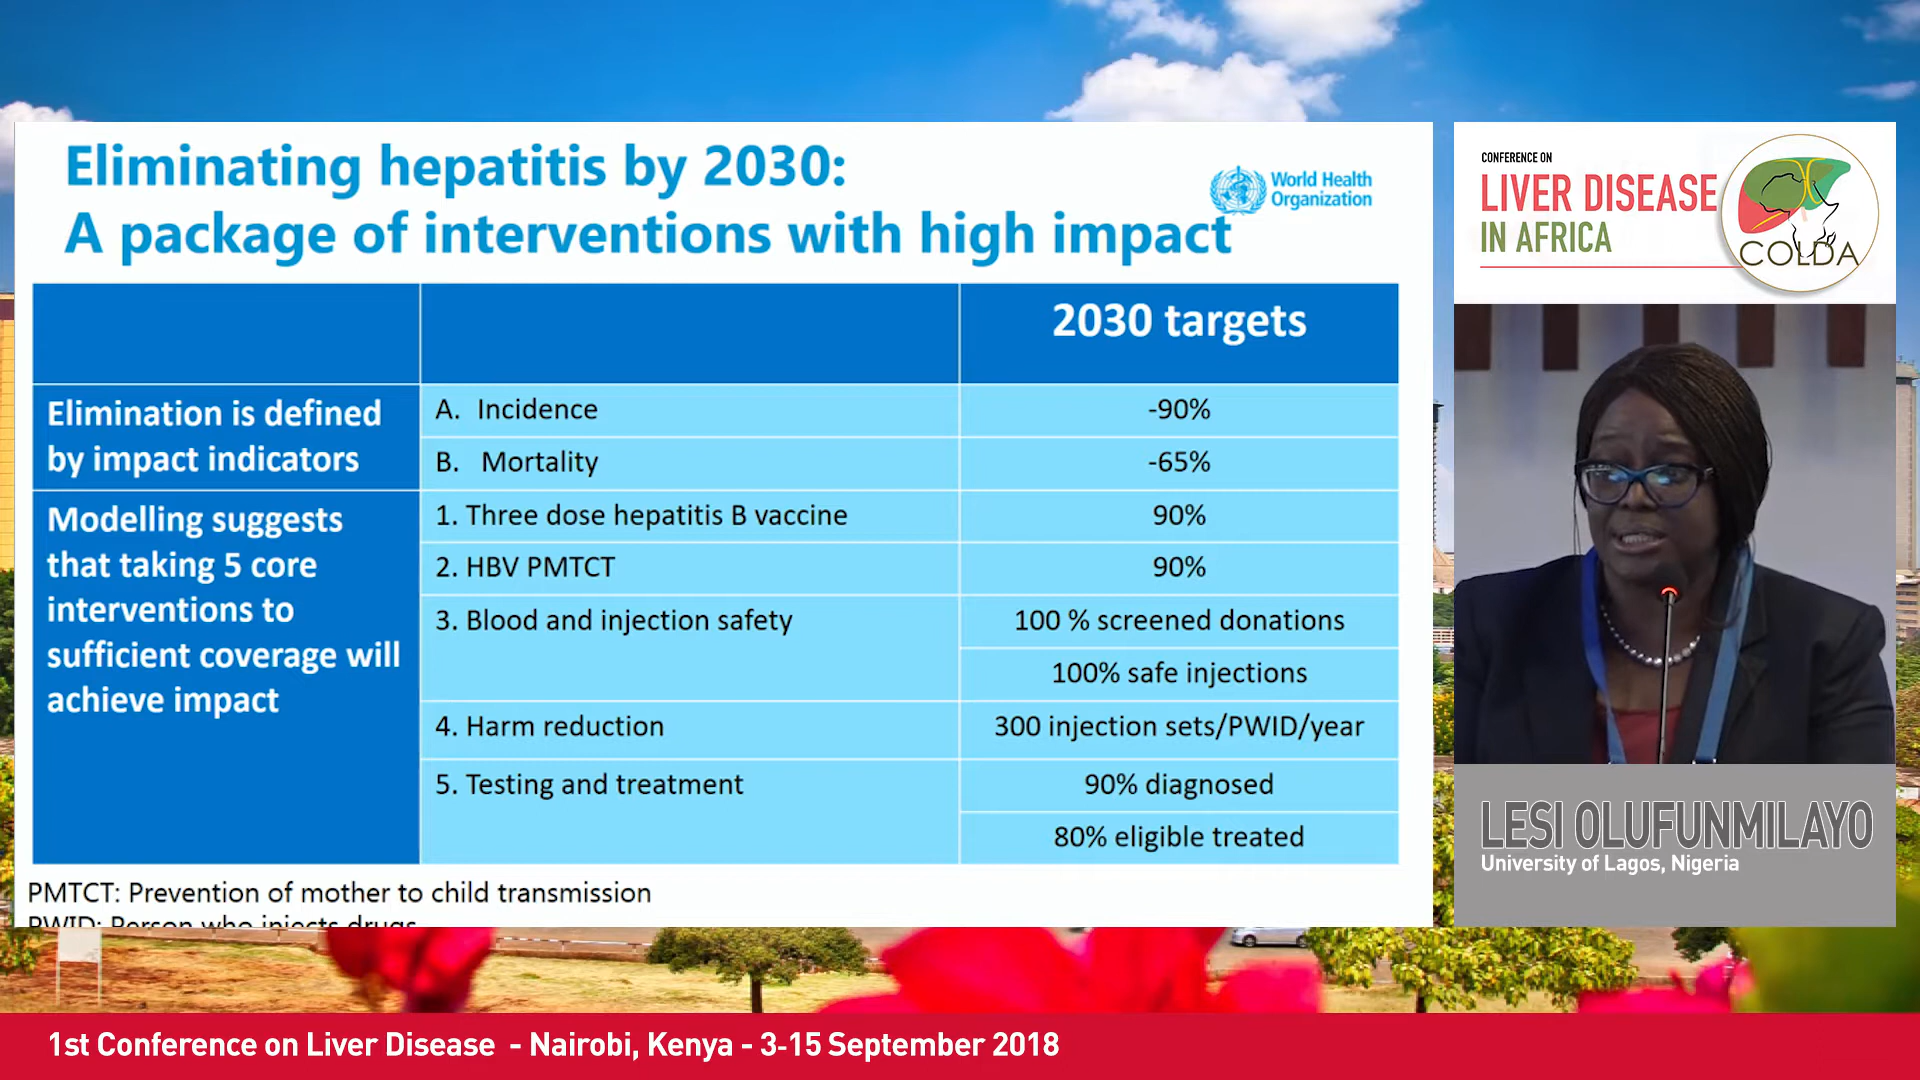 Eliminating hepatitis by 2030:
A package of interventions with high impact
World Health
Organization
2030 targets
Elimination is defined
by impact indicators
A. Incidence
-90%
B. Mortality
-65%
Modelling suggests
that taking 5 core
interventions to
sufficient coverage will
achieve impact
1. Three dose hepatitis B vaccine
90%
2. HBV PMTCT
90%
3. Blood and injection safety
100 % screened donations
100% safe injections
4. Harm reduction
300 injection sets/PWID/year
5. Testing and treatment
90% diagnosed
80% eligible treated
PMTCT: Prevention of mother to child transmission
PWID: Person who injects drugs
CONFERENCE ON
LIVER DISEASE
IN AFRICA
COLDA
LESI OLUFUNMILAYO
University of Lagos, Nigeria
1st Conference on Liver Disease - Nairobi, Kenya - 3-15 September 2018